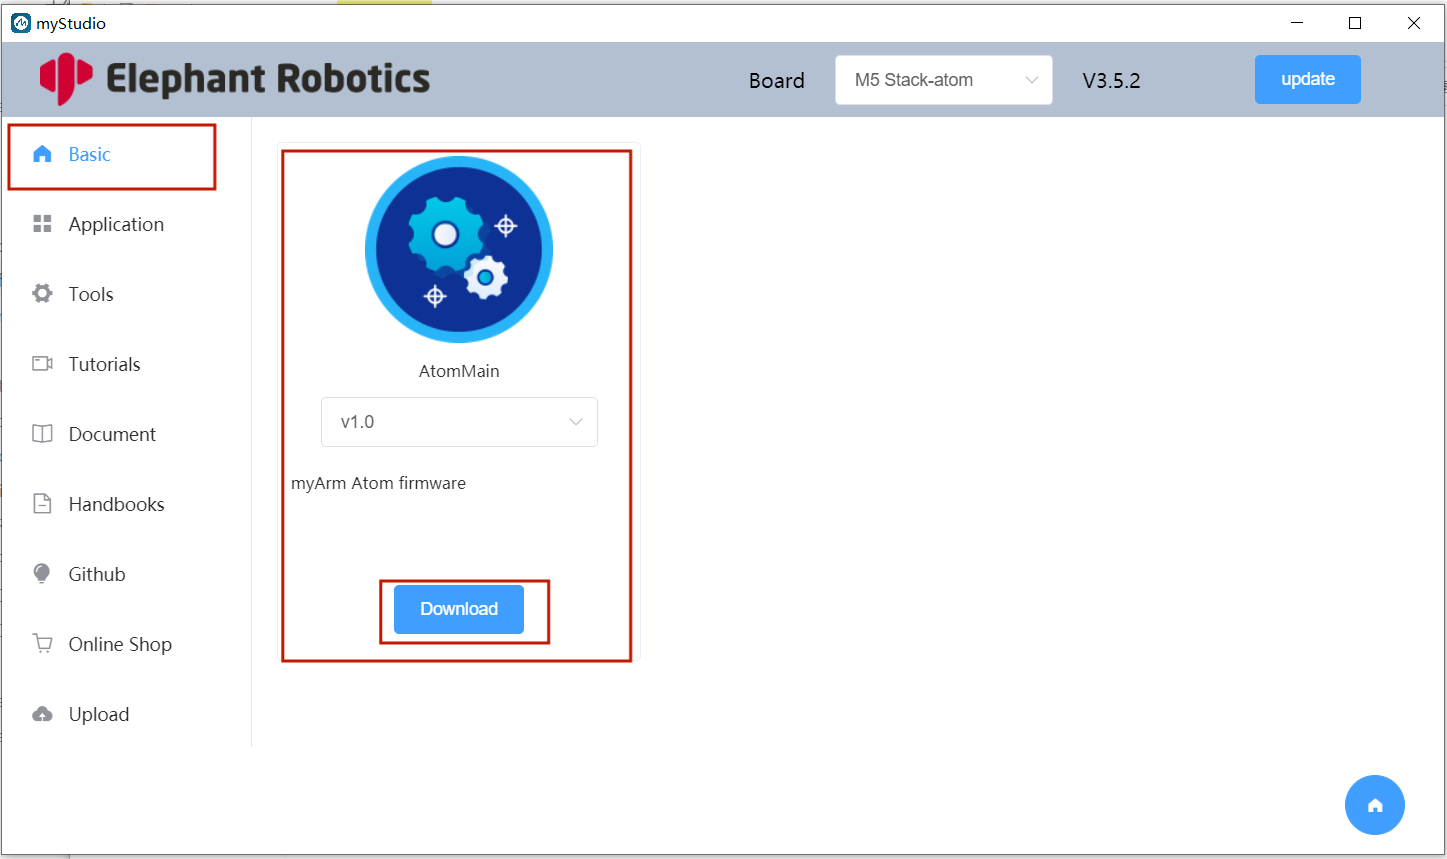 myStudio
Elephant Robotics
Board
M5 Stack-atom
V3.5.2
update
Basic
Application
Tools
Tutorials
Document
Handbooks
Github
Online Shop
Upload
AtomMain
v1.0
myArm Atom firmware
Download